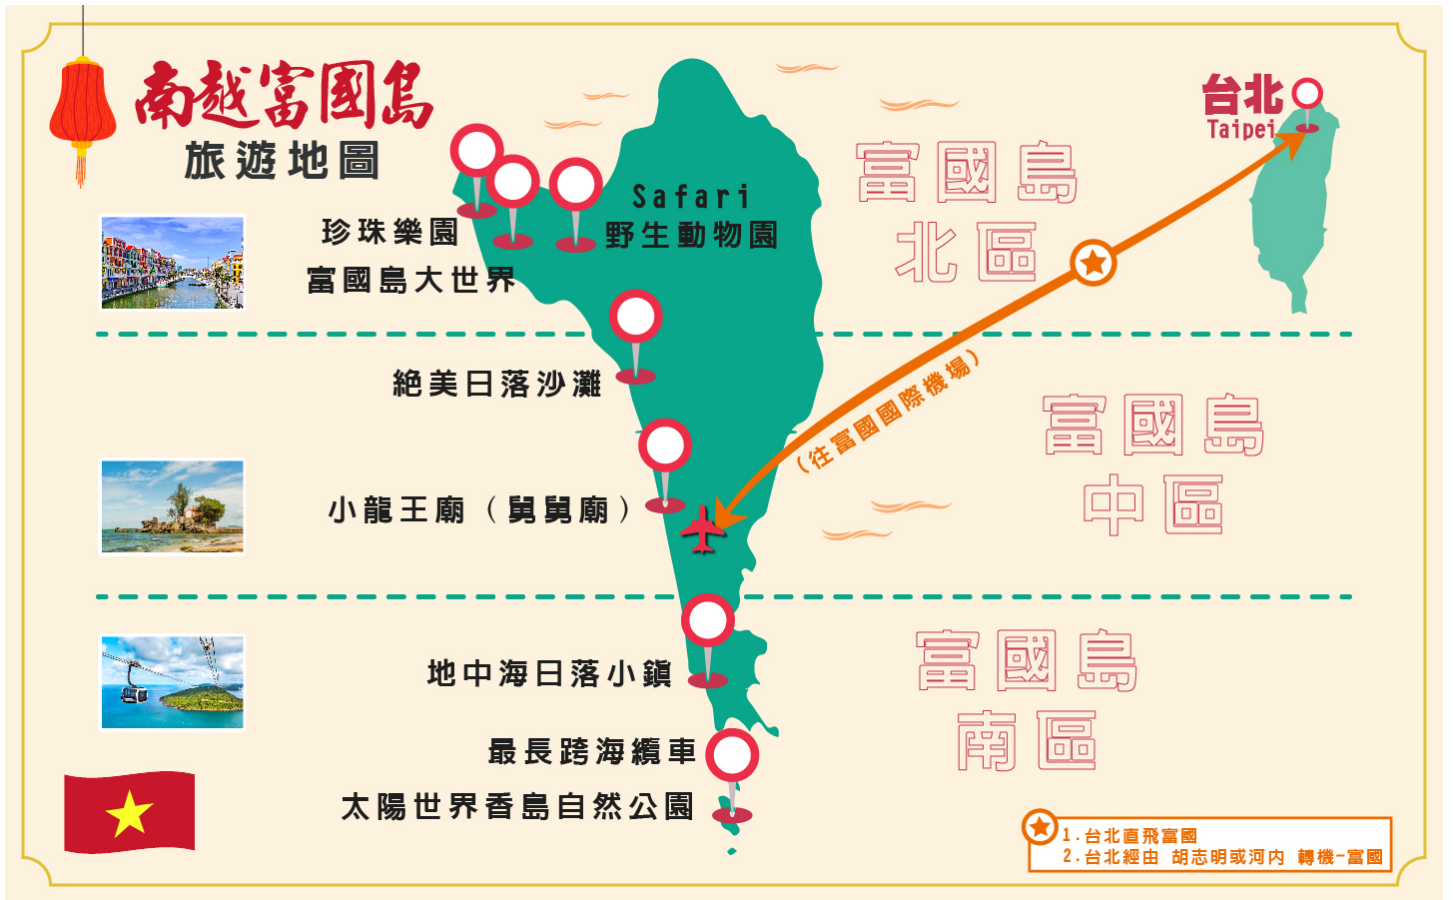 南越富國島
旅遊地圖
台北
Taipei
富國島
北區
Safari
野生動物園
珍珠樂園
富國島大世界
絕美日落沙灘
(往富國國際機場)
富國島
中區
小龍王廟（舅舅廟）
富國島
南區
地中海日落小鎮
最長跨海纜車
太陽世界香島自然公園
1.台北直飛富國
2.台北經由 胡志明或河內 轉機-富國